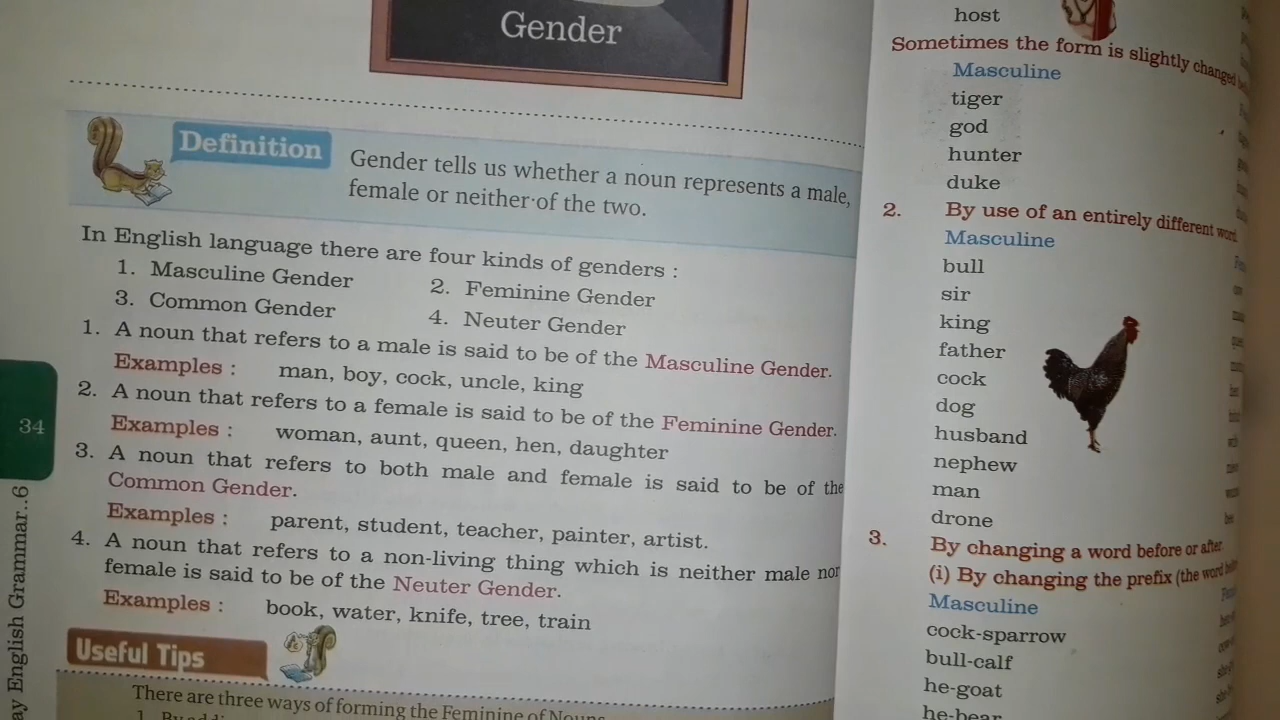 Gender
Definition
Gender tells us whether a noun represents a male,
female or neither of the two.
In English language there are four kinds of genders :
1. Masculine Gender
2. Feminine Gender
3. Common Gender
4. Neuter Gender
1. A noun that refers to a male is said to be of the Masculine Gender.
Examples : man, boy, cock, uncle, king
2. A noun that refers to a female is said to be of the Feminine Gender.
Examples : woman, aunt, queen, hen, daughter
3. A noun that refers to both male and female is said to be of the
Common Gender.
Examples : parent, student, teacher, painter, artist.
4. A noun that refers to a non-living thing which is neither male nor
female is said to be of the Neuter Gender.
Examples : book, water, knife, tree, train
Useful Tips
There are three ways of forming the Feminine of Nouns
34
English Grammar..6
host
Sometimes the form is slightly changed
Masculine
tiger
god
hunter
duke
2. By use of an entirely different word
Masculine
bull
sir
king
father
cock
dog
husband
nephew
man
drone
3. By changing a word before or after
(i) By changing the prefix (the word
Masculine
cock-sparrow
bull-calf
he-goat
he-bear